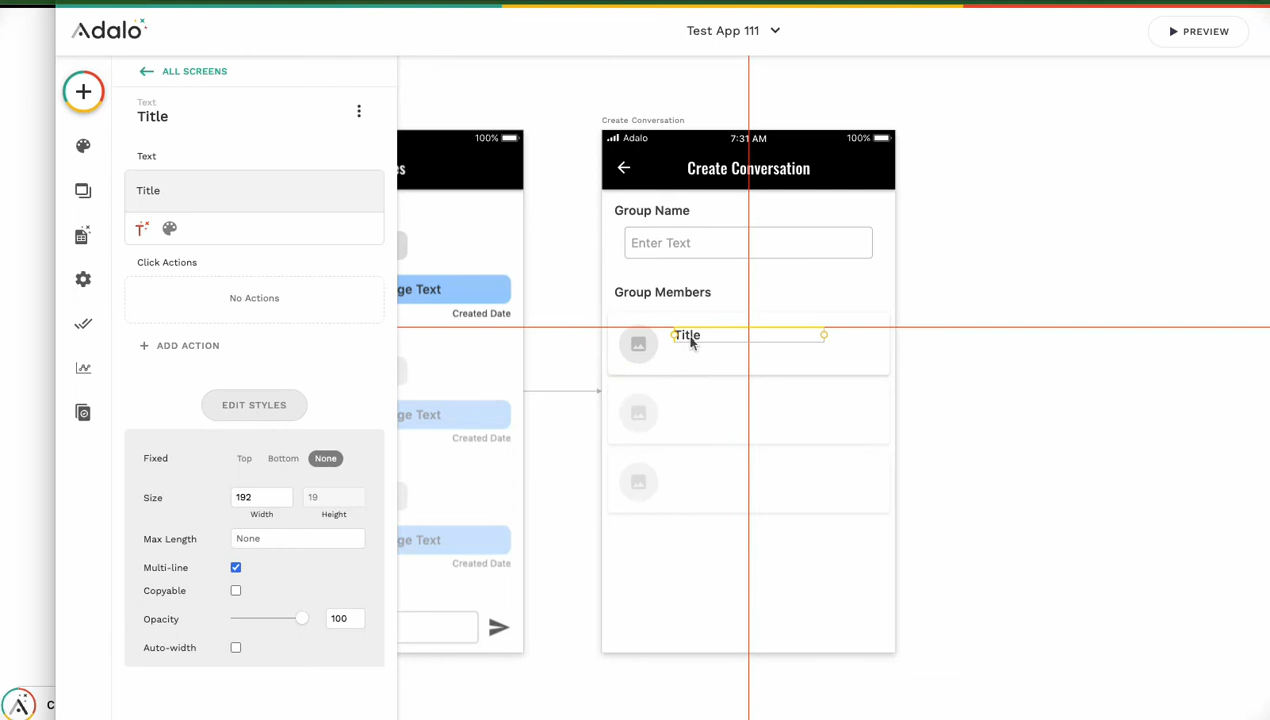 Adalo
Test App 111
PREVIEW
ALL SCREENS
Text
Title
Text
Title
Click Actions
No Actions
ADD ACTION
EDIT STYLES
Fixed
Top
Bottom
None
Size
192
19
Width
Height
Max Length
None
Multi-line
Copyable
Opacity
100
Auto-width
100%
es
ge Text
Created Date
ge Text
Created Date
ge Text
Created Date
Create Conversation
Adalo
7:31 AM
100%
Create Conversation
Group Name
Enter Text
Group Members
Title
C